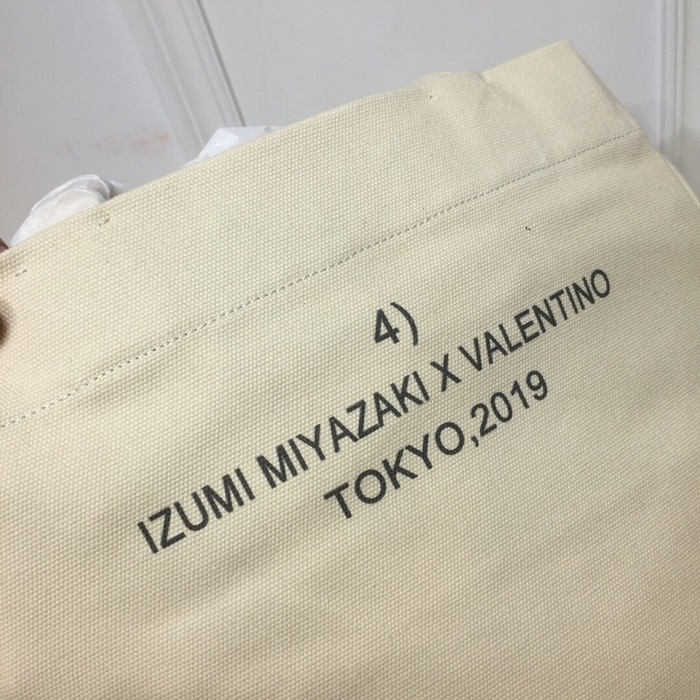 4)
IZUMI MIYAZAKI X VALENTINO
TOKYO,2019